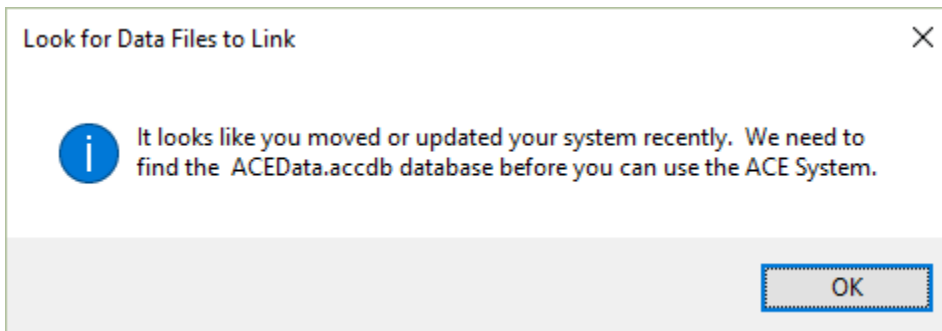 Look for Data Files to Link
It looks like you moved or updated your system recently.  We need to
find the  ACEData.accdb database before you can use the ACE System.
OK